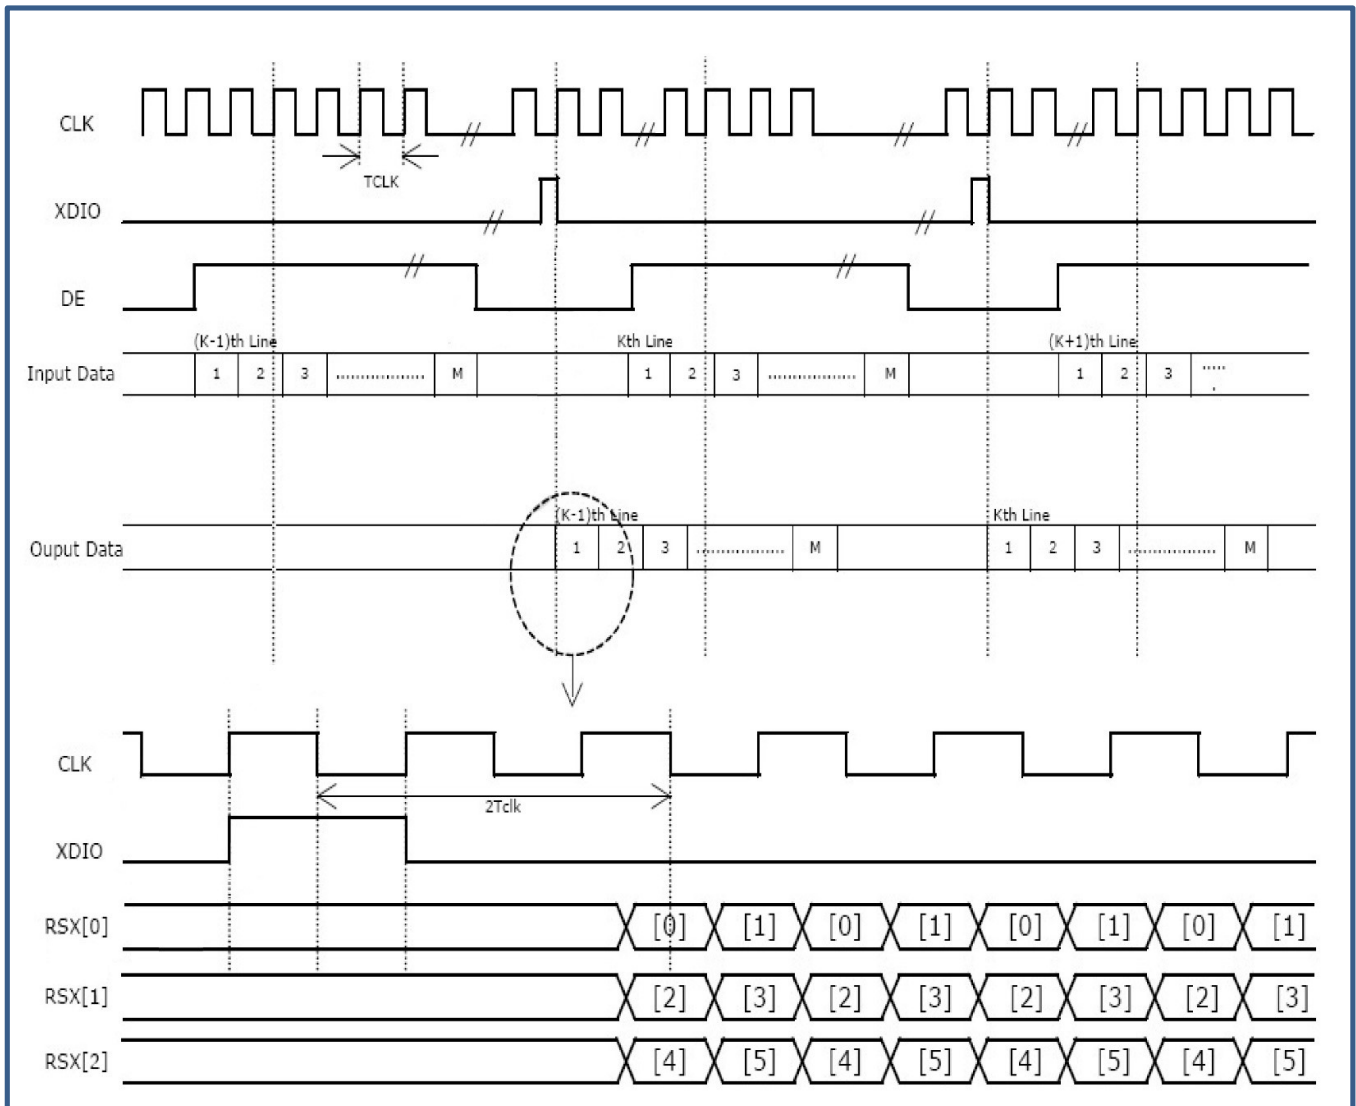 CLK
TCLK
XDIO
DE
(K-1)th Line Kth Line (K+1)th Line
Input Data 1 2 3 .................. M 1 2 3 .................. M 1 2 3 ......
(K-1)th Line Kth Line
Ouput Data 1 2 3 .................. M 1 2 3 .................. M
CLK
2Tclk
XDIO
RSX[0] [0] [1] [0] [1] [0] [1] [0] [1]
RSX[1] [2] [3] [2] [3] [2] [3] [2] [3]
RSX[2] [4] [5] [4] [5] [4] [5] [4] [5]